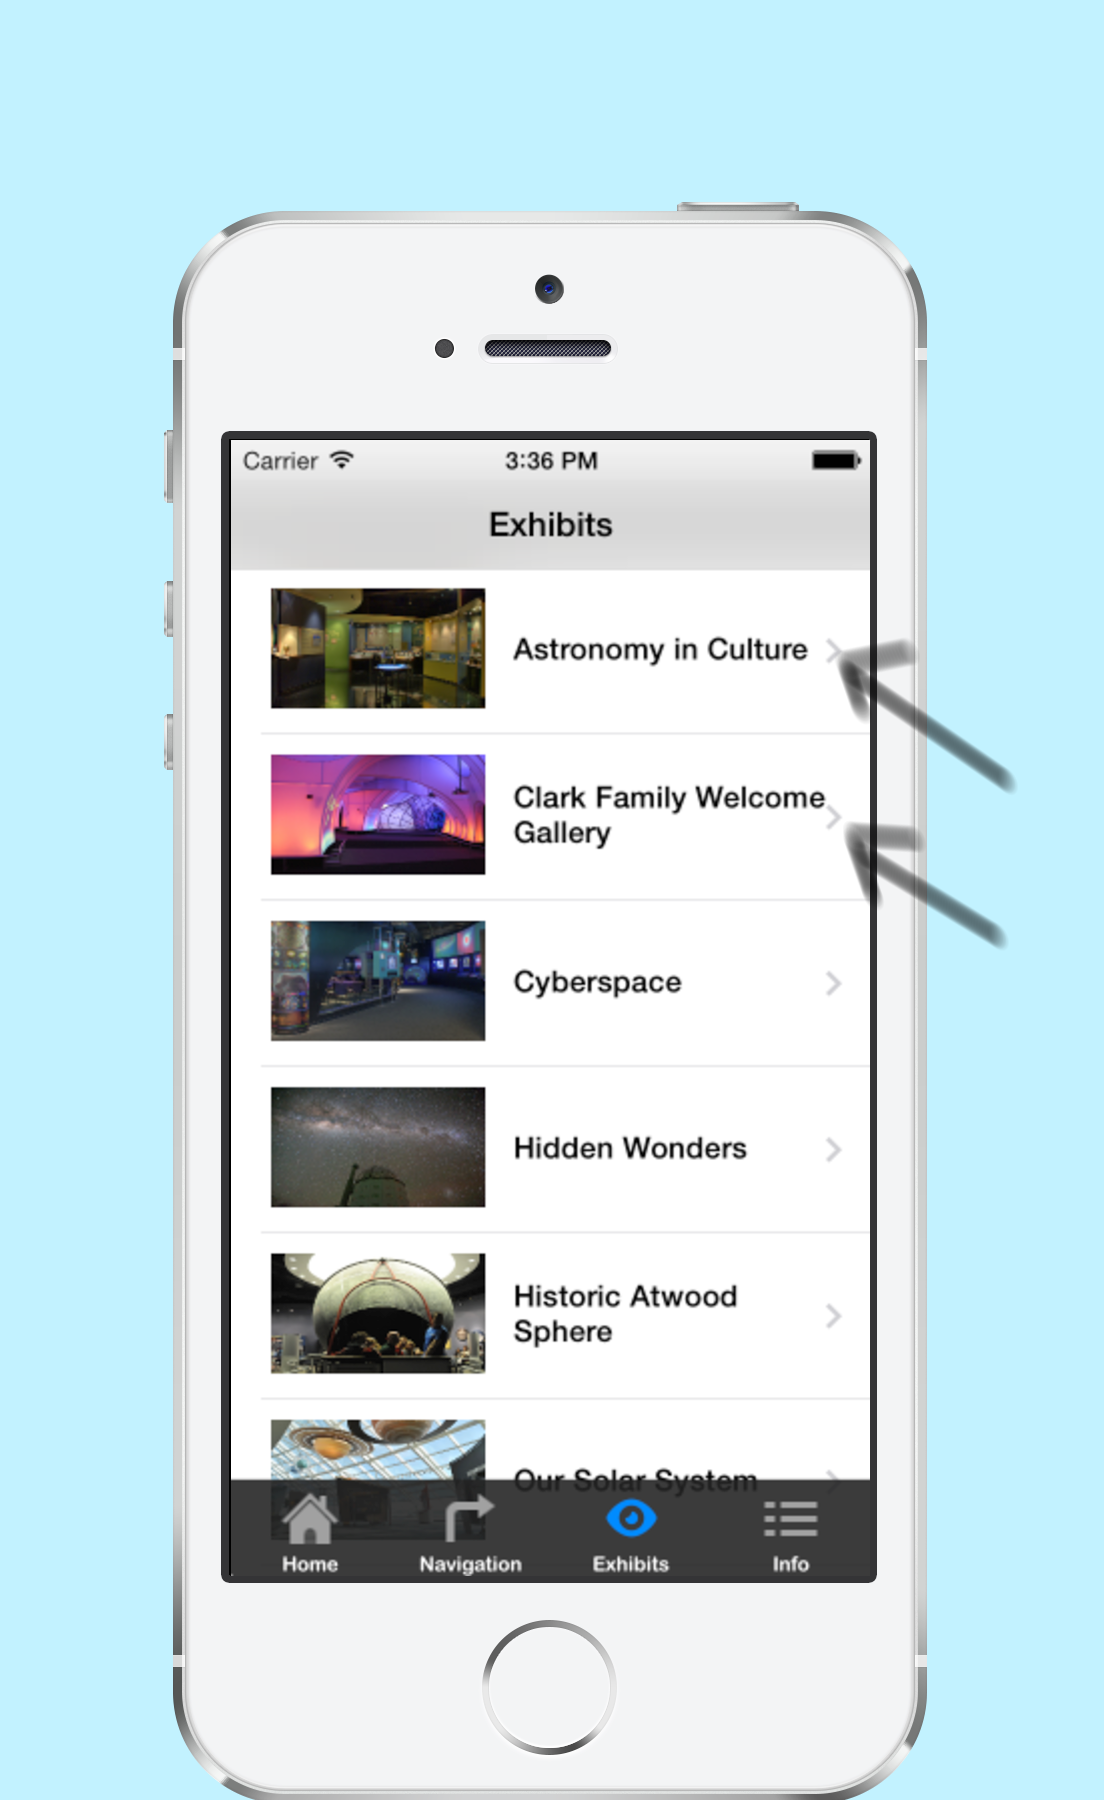 Carrier 3:36 PM
Exhibits
Astronomy in Culture
Clark Family Welcome
Gallery
Cyberspace
Hidden Wonders
Historic Atwood
Sphere
Our Solar System
Home Navigation Exhibits Info